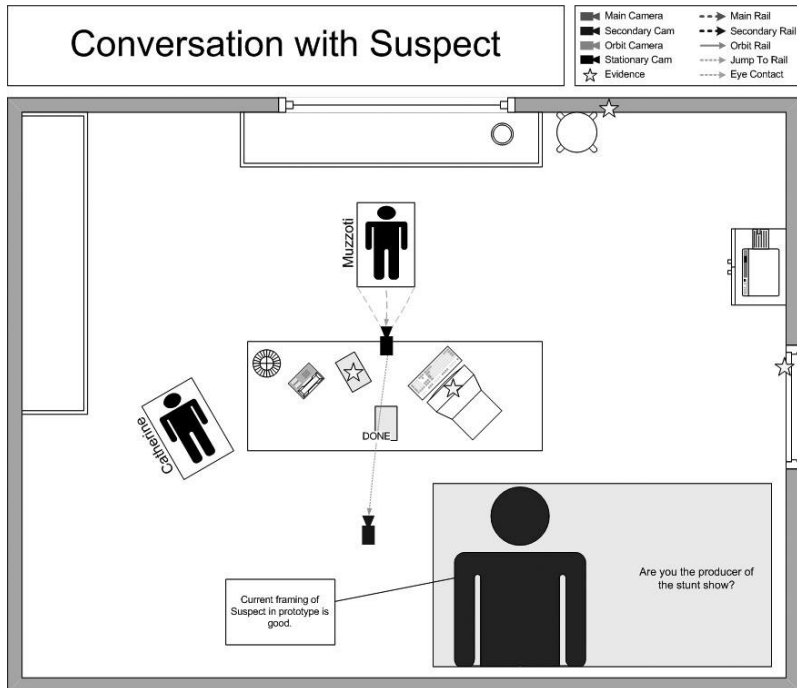 Conversation with Suspect
Main Camera
Secondary Cam
Orbit Camera
Stationary Cam
Evidence
Main Rail
Secondary Rail
Orbit Rail
Jump To Rail
Eye Contact
Muzzoti
Catherine
DONE
Current framing of
Suspect in prototype is
good.
Are you the producer of
the stunt show?